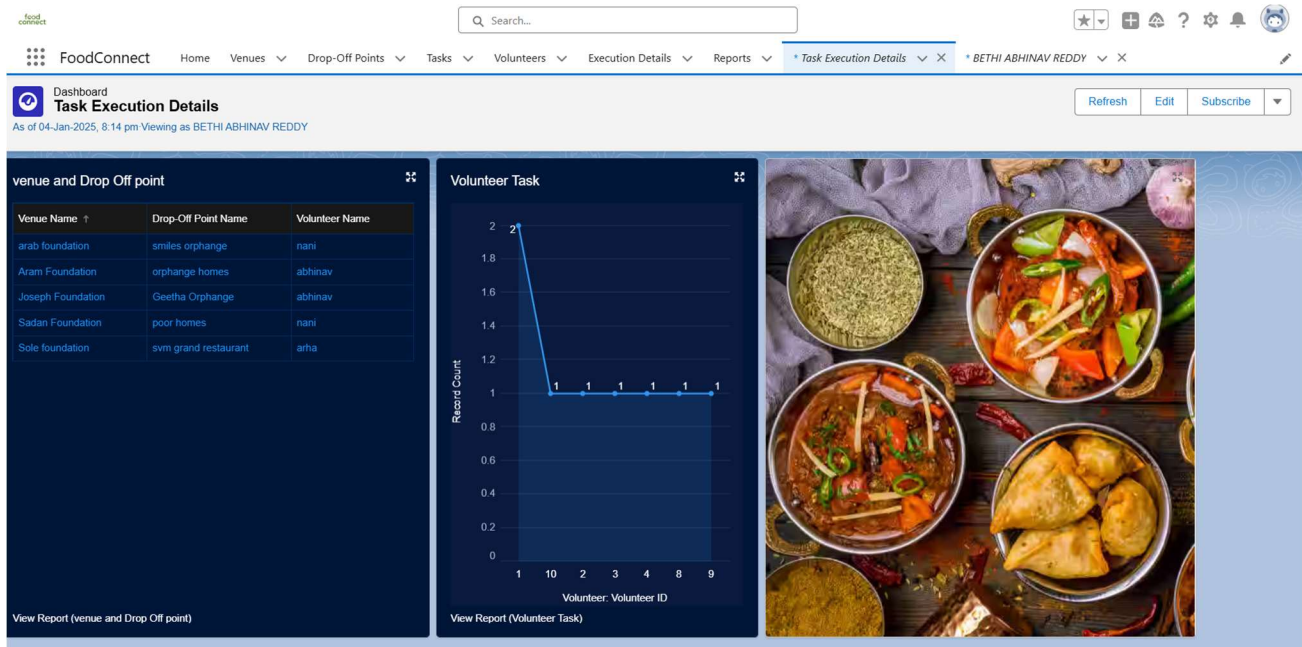 food
connect
Search...
FoodConnect Home Venues Drop-Off Points Tasks Volunteers Execution Details Reports * Task Execution Details * BETHI ABHINAV REDDY
Dashboard
Task Execution Details
As of 04-Jan-2025, 8:14 pm·Viewing as BETHI ABHINAV REDDY
Refresh Edit Subscribe
venue and Drop Off point
Venue Name ↑ Drop-Off Point Name Volunteer Name
arab foundation smiles orphange nani
Aram Foundation orphange homes abhinav
Joseph Foundation Geetha Orphange abhinav
Sadan Foundation poor homes nani
Sole foundation svm grand restaurant arha
View Report (venue and Drop Off point)
Volunteer Task
Record Count
2
1.8
1.6
1.4
1.2
1
0.8
0.6
0.4
0.2
0
2 1 1 1 1 1 1
1 10 2 3 4 8 9
Volunteer: Volunteer ID
View Report (Volunteer Task)